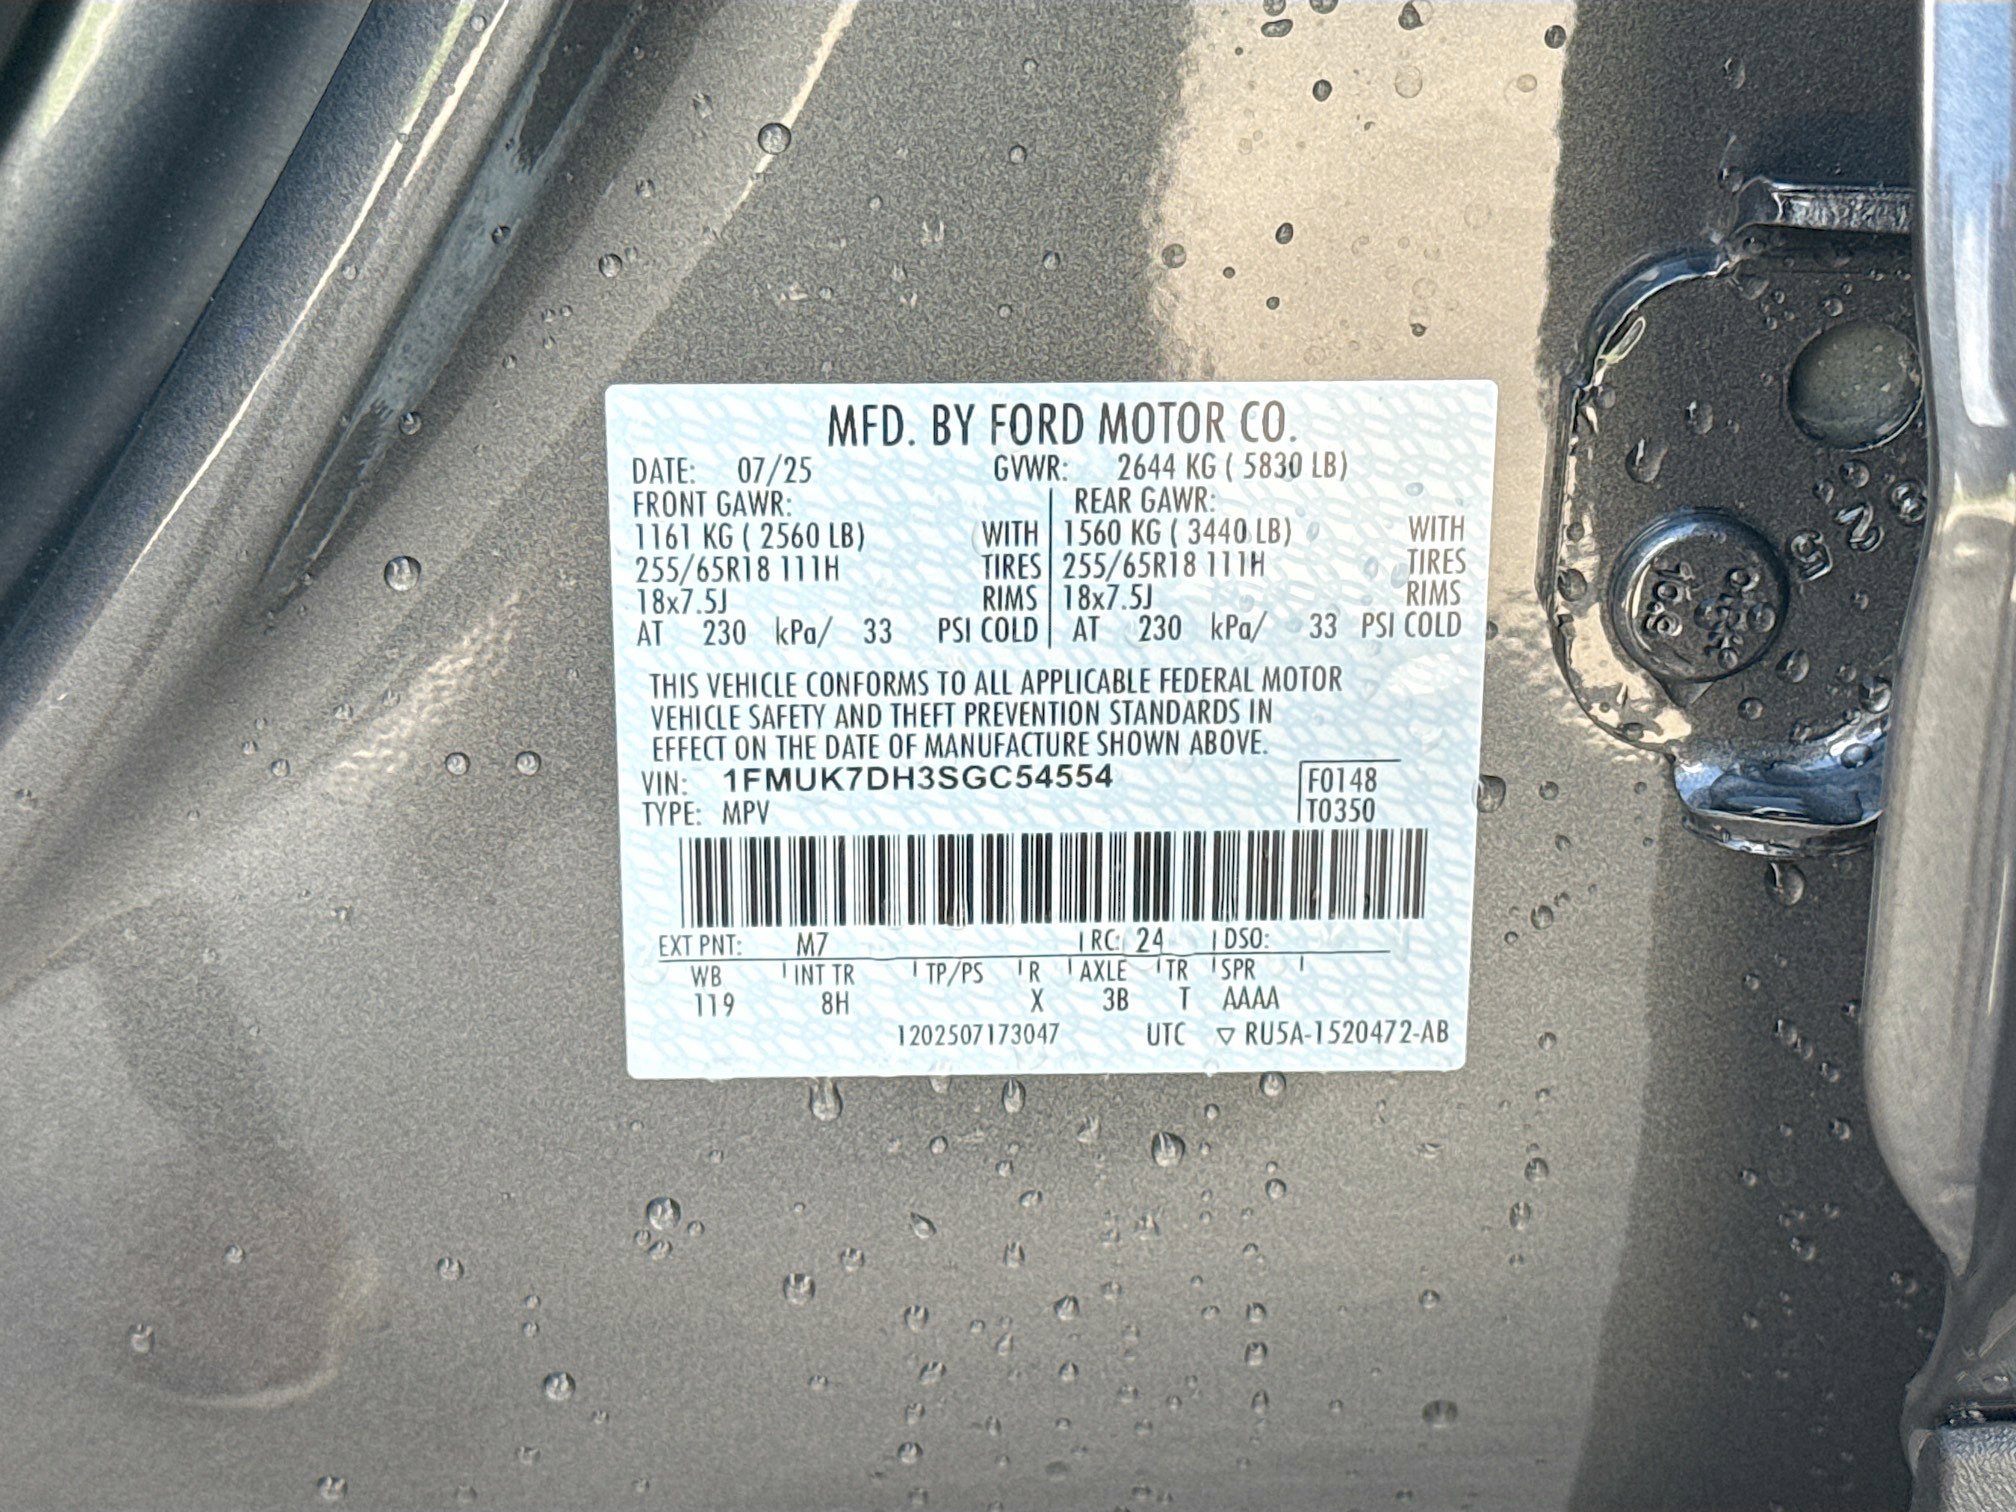 MFD. BY FORD MOTOR CO.
DATE: 07/25 GVWR: 2644 KG ( 5830 LB)
FRONT GAWR: REAR GAWR:
1161 KG ( 2560 LB) WITH 1560 KG ( 3440 LB) WITH
255/65R18 111H TIRES 255/65R18 111H TIRES
18x7.5J RIMS 18x7.5J RIMS
AT 230 kPa/ 33 PSI COLD AT 230 kPa/ 33 PSI COLD
THIS VEHICLE CONFORMS TO ALL APPLICABLE FEDERAL MOTOR
VEHICLE SAFETY AND THEFT PREVENTION STANDARDS IN
EFFECT ON THE DATE OF MANUFACTURE SHOWN ABOVE.
VIN: 1FMUK7DH3SGC54554 F0148
TYPE: MPV T0350
EXT PNT: M7 RC: 24 DSO:
WB INT TR TP/PS R AXLE TR SPR
119 8H X 3B T AAAA
1202507173047 UTC ▽ RU5A-1520472-AB
10.9